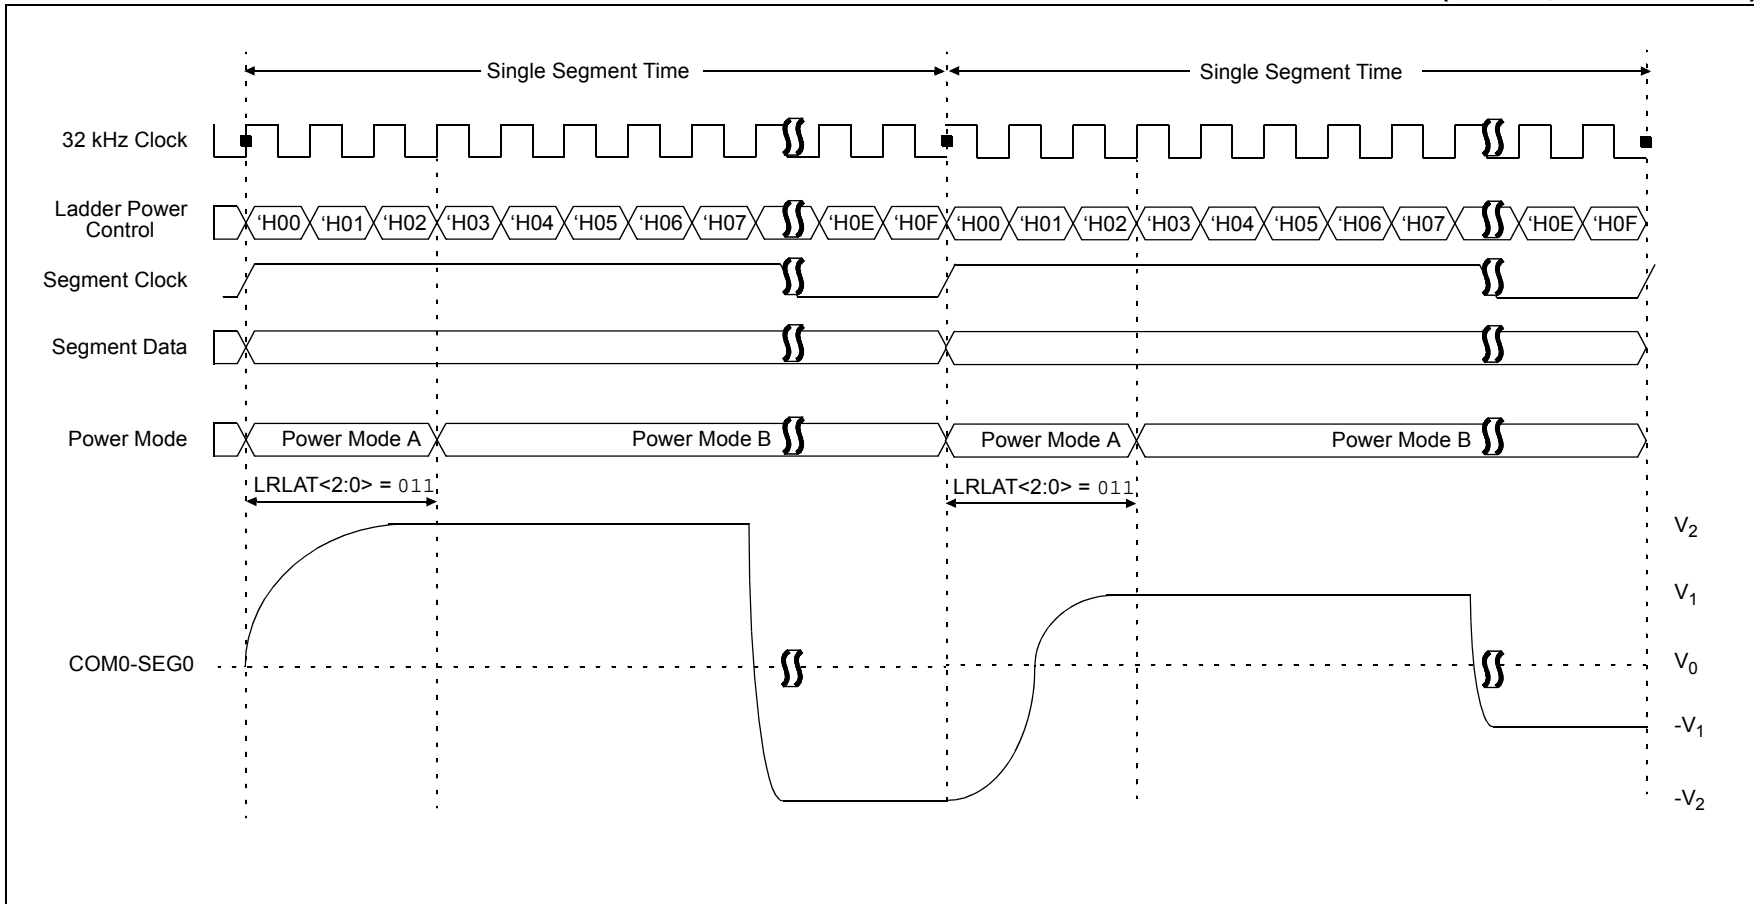 Single Segment Time Single Segment Time
32 kHz Clock
Ladder Power
Control
‘H00 ‘H01 ‘H02 ‘H03 ‘H04 ‘H05 ‘H06 ‘H07 ‘H0E ‘H0F ‘H00 ‘H01 ‘H02 ‘H03 ‘H04 ‘H05 ‘H06 ‘H07 ‘H0E ‘H0F
Segment Clock
Segment Data
Power Mode Power Mode A Power Mode B Power Mode A Power Mode B
LRLAT<2:0> = 011 LRLAT<2:0> = 011
V2
V1
COM0-SEG0 V0
-V1
-V2